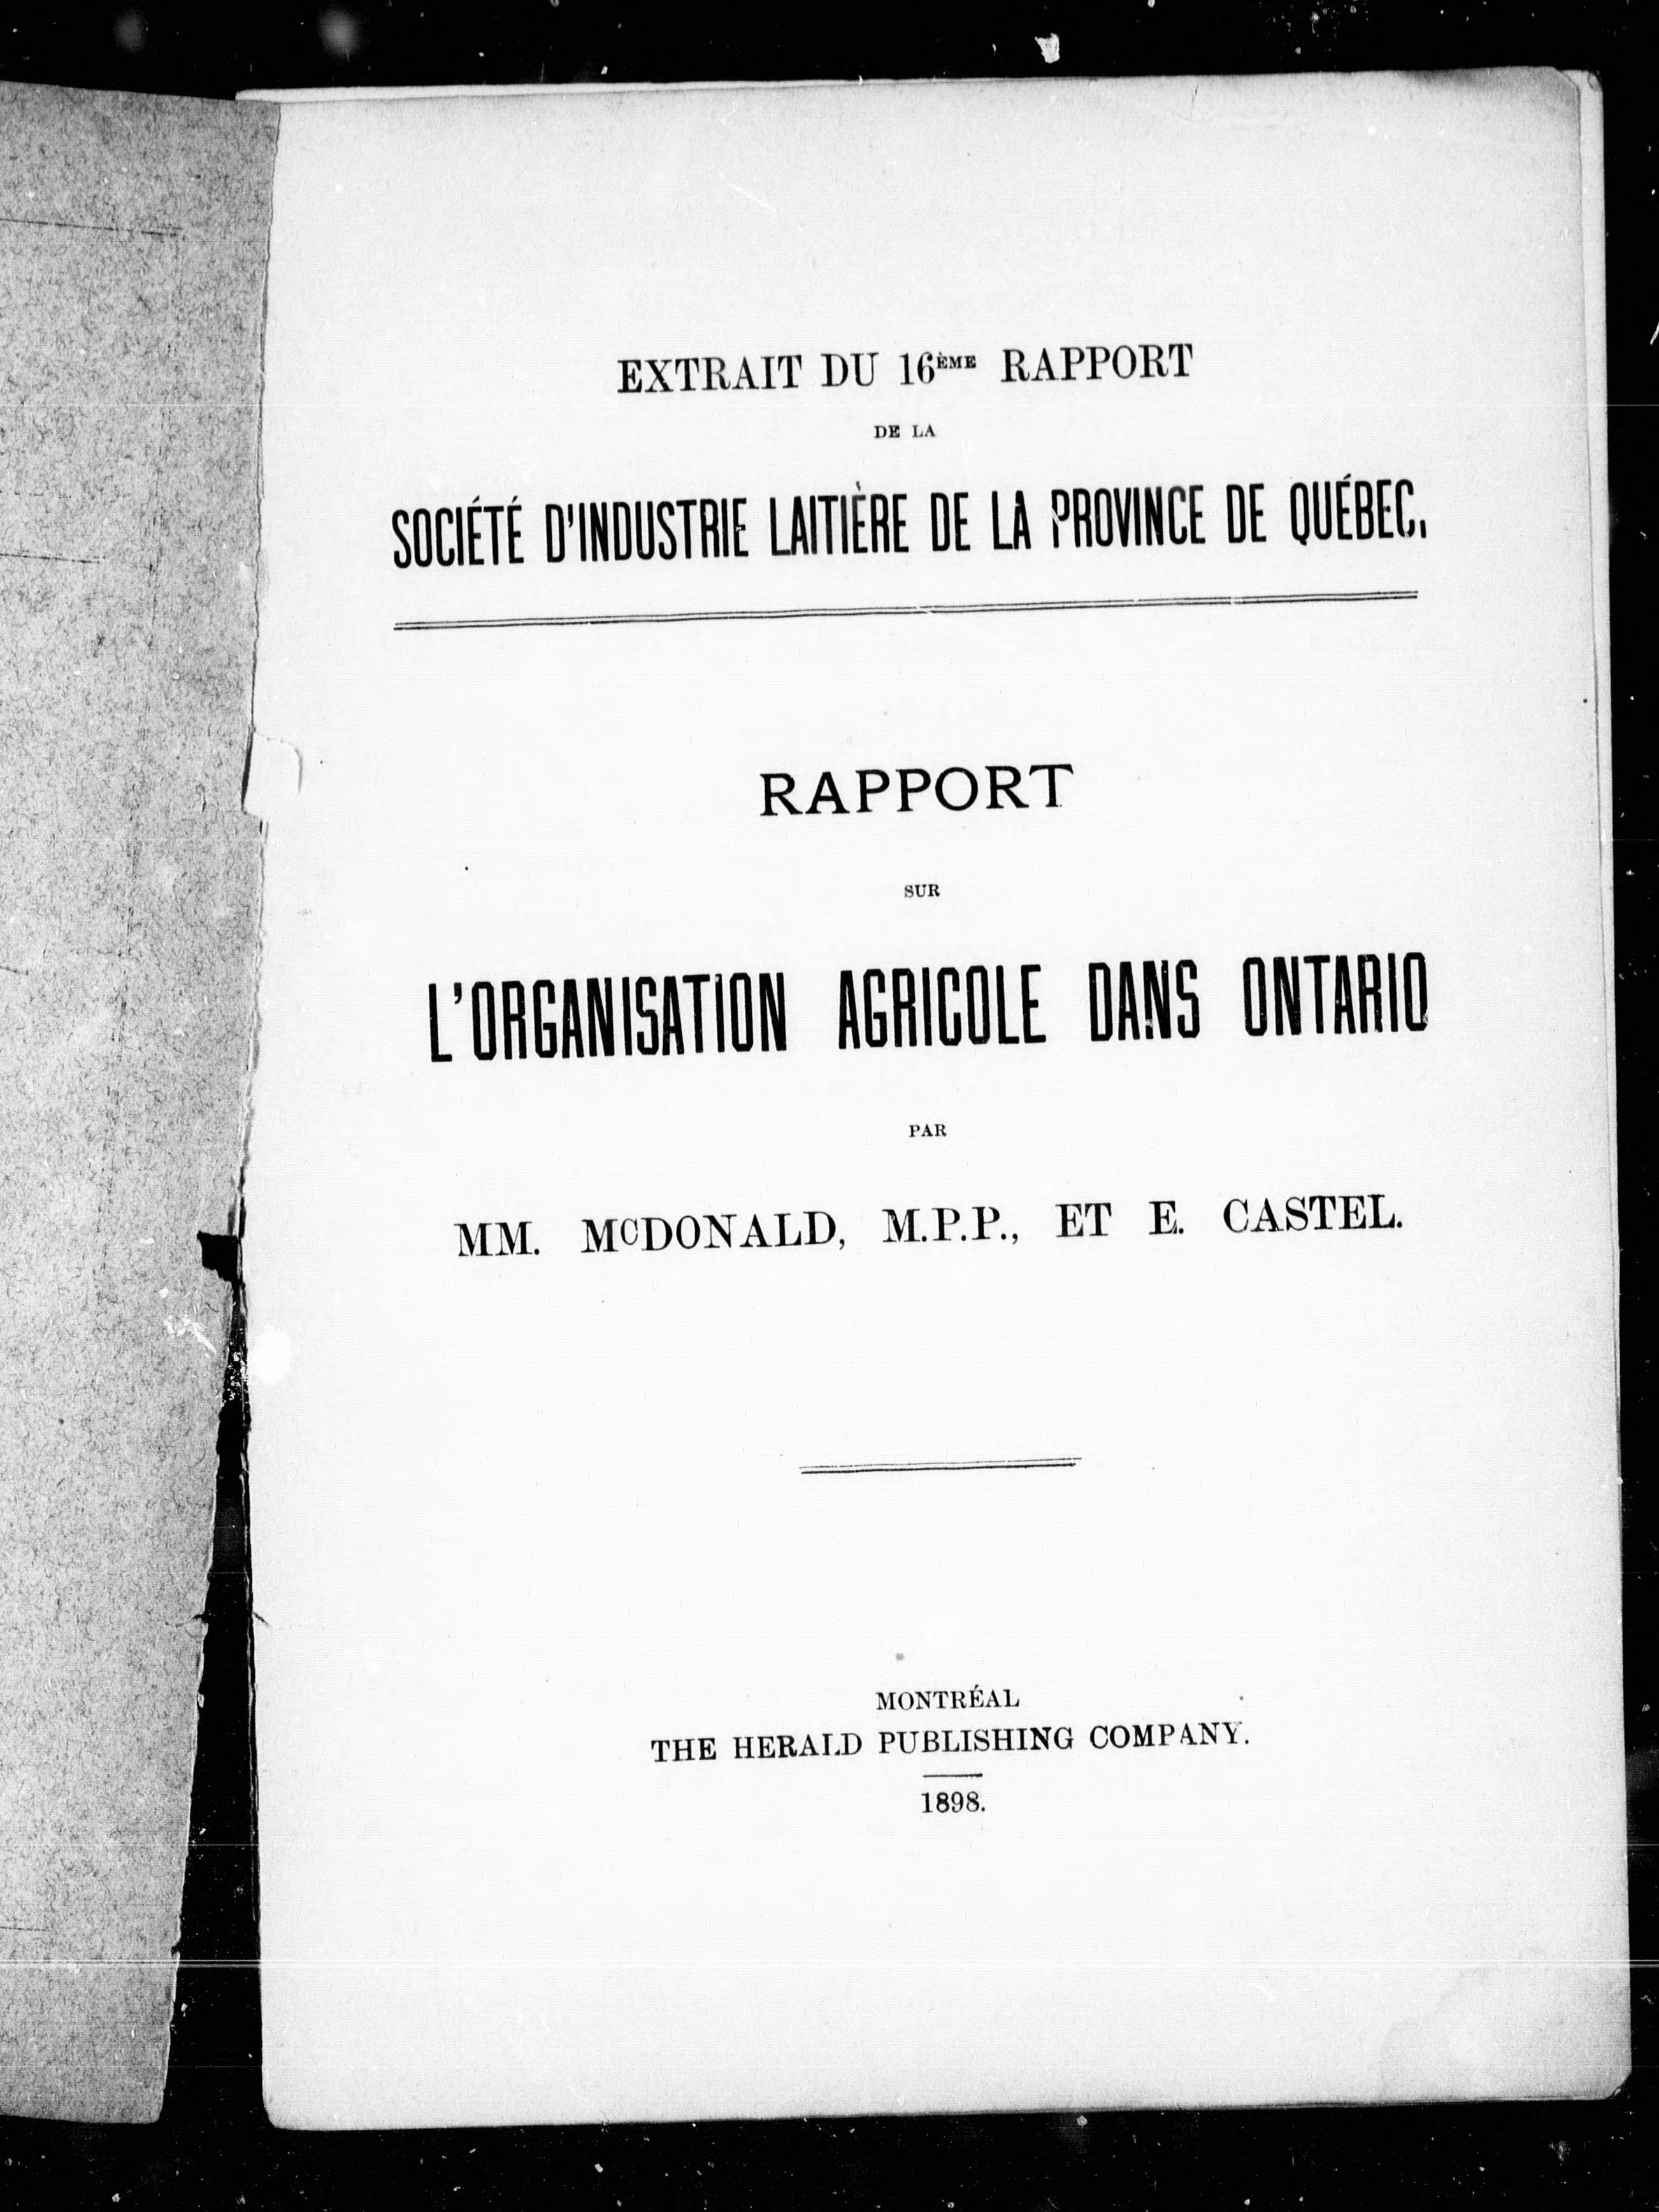 EXTRAIT DU 16ÈME RAPPORT
DE LA
SOCIÉTÉ D'INDUSTRIE LAITIÈRE DE LA PROVINCE DE QUÉBEC.
RAPPORT
SUR
L'ORGANISATION AGRICOLE DANS ONTARIO
PAR
MM. McDONALD, M.P.P., ET E. CASTEL.
MONTRÉAL
THE HERALD PUBLISHING COMPANY.
1898.